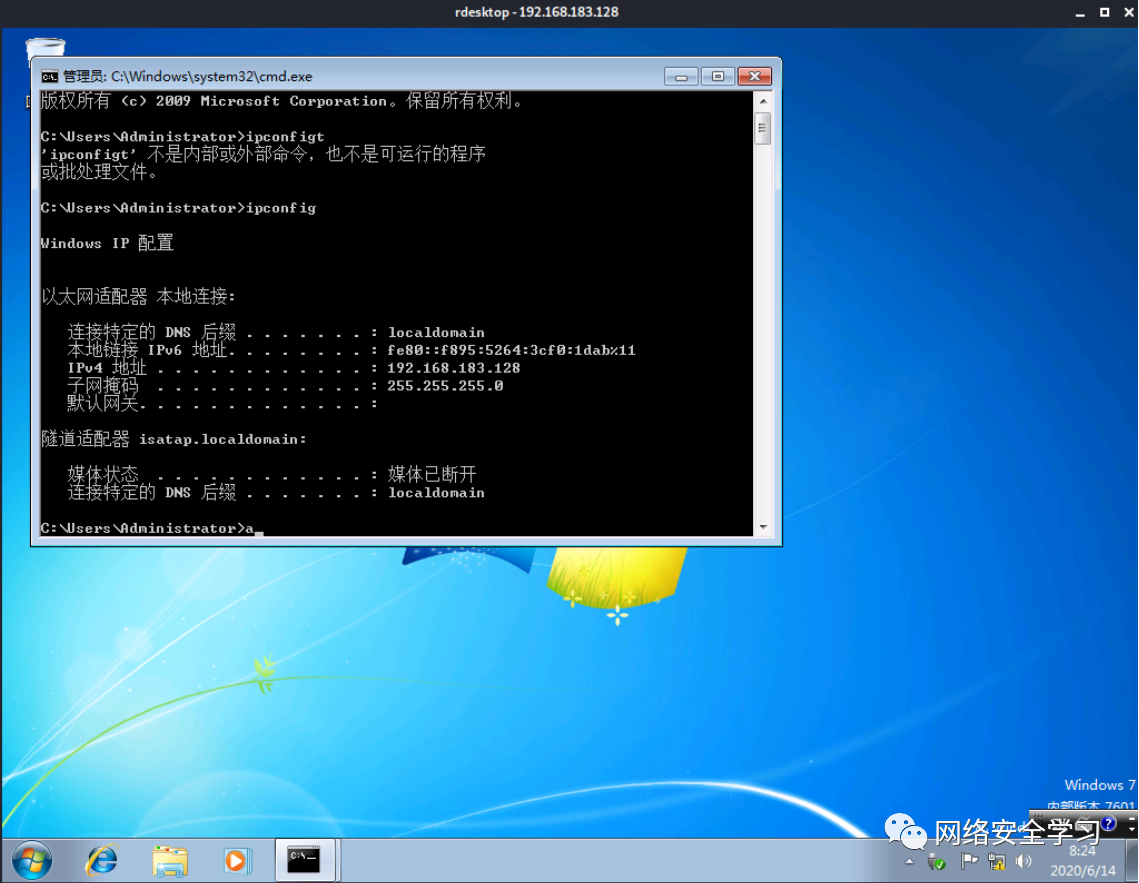 rdesktop - 192.168.183.128
管理员: C:\Windows\system32\cmd.exe
版权所有 (c) 2009 Microsoft Corporation。保留所有权利。
C:\Users\Administrator>ipconfigt
'ipconfigt' 不是内部或外部命令，也不是可运行的程序
或批处理文件。
C:\Users\Administrator>ipconfig
Windows IP 配置
以太网适配器 本地连接:
连接特定的 DNS 后缀 . . . . . . . : localdomain
本地链接 IPv6 地址. . . . . . . . : fe80::f895:5264:3cf0:1dab%11
IPv4 地址 . . . . . . . . . . . . : 192.168.183.128
子网掩码  . . . . . . . . . . . . : 255.255.255.0
默认网关. . . . . . . . . . . . . :
隧道适配器 isatap.localdomain:
媒体状态  . . . . . . . . . . . . : 媒体已断开
连接特定的 DNS 后缀 . . . . . . . : localdomain
C:\Users\Administrator>a_
Windows 7
内部版本 7601
网络安全学习
8:24
2020/6/14